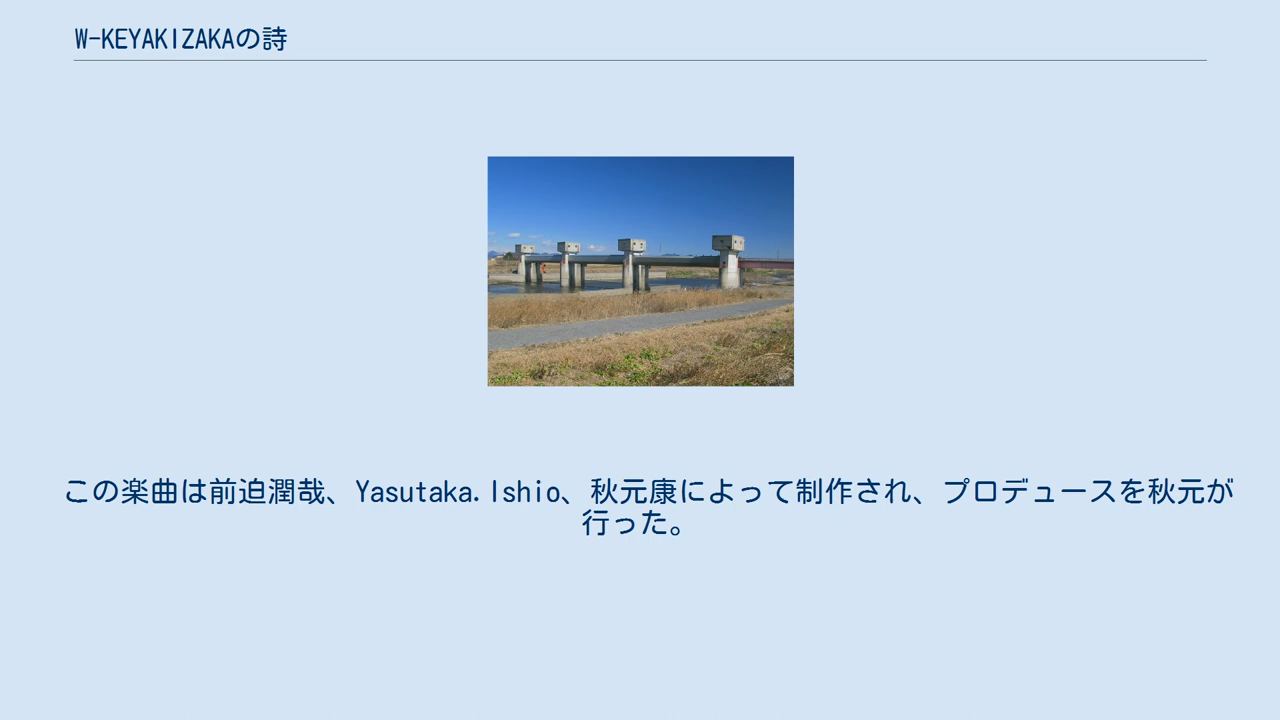 W-KEYAKIZAKAの詩
この楽曲は前迫潤哉、Yasutaka.Ishio、秋元康によって制作され、プロデュースを秋元が
行った。